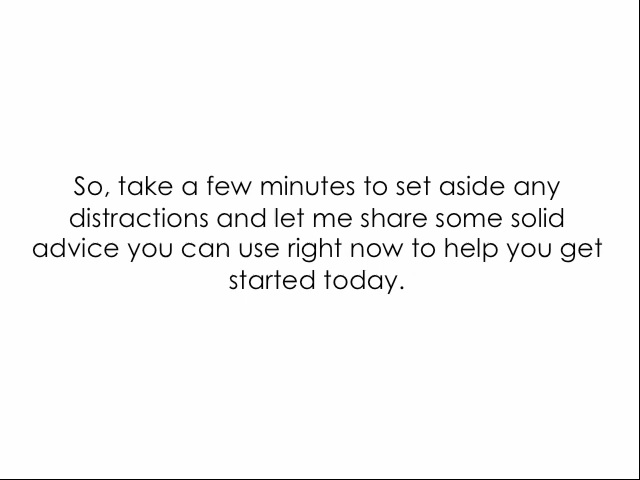 So, take a few minutes to set aside any
distractions and let me share some solid
advice you can use right now to help you get
started today.